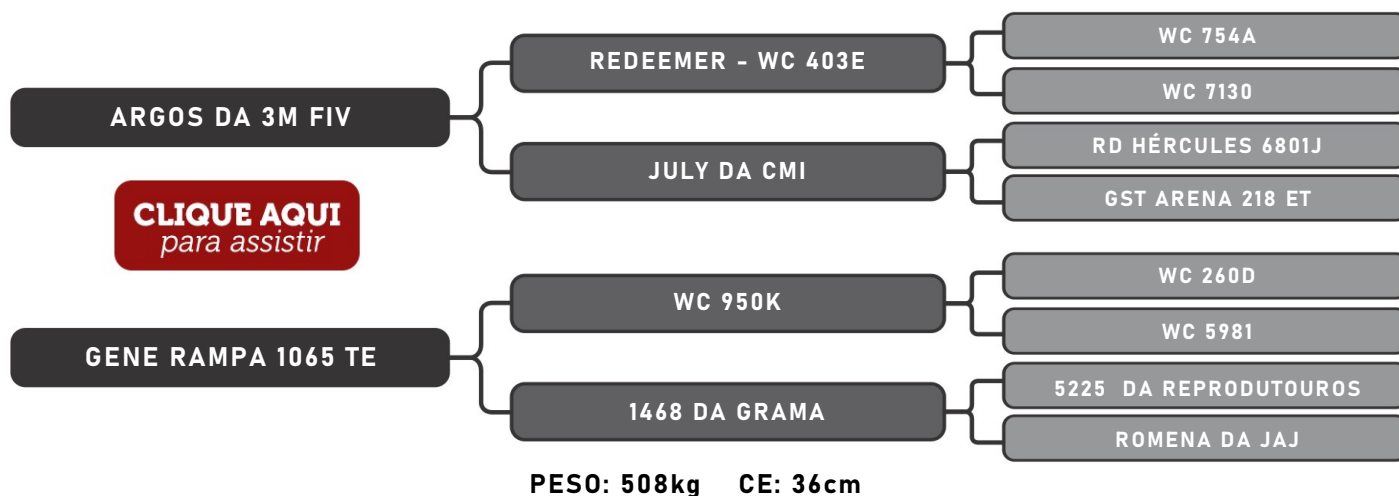 ARGOS DA 3M FIV
REDEEMER - WC 403E
WC 754A
WC 7130
JULY DA CMI
RD HÉRCULES 6801J
GST ARENA 218 ET
CLIQUE AQUI
para assistir
GENE RAMPA 1065 TE
WC 950K
WC 260D
WC 5981
1468 DA GRAMA
5225 DA REPRODUTOUROS
ROMENA DA JAJ
PESO: 508kg CE: 36cm